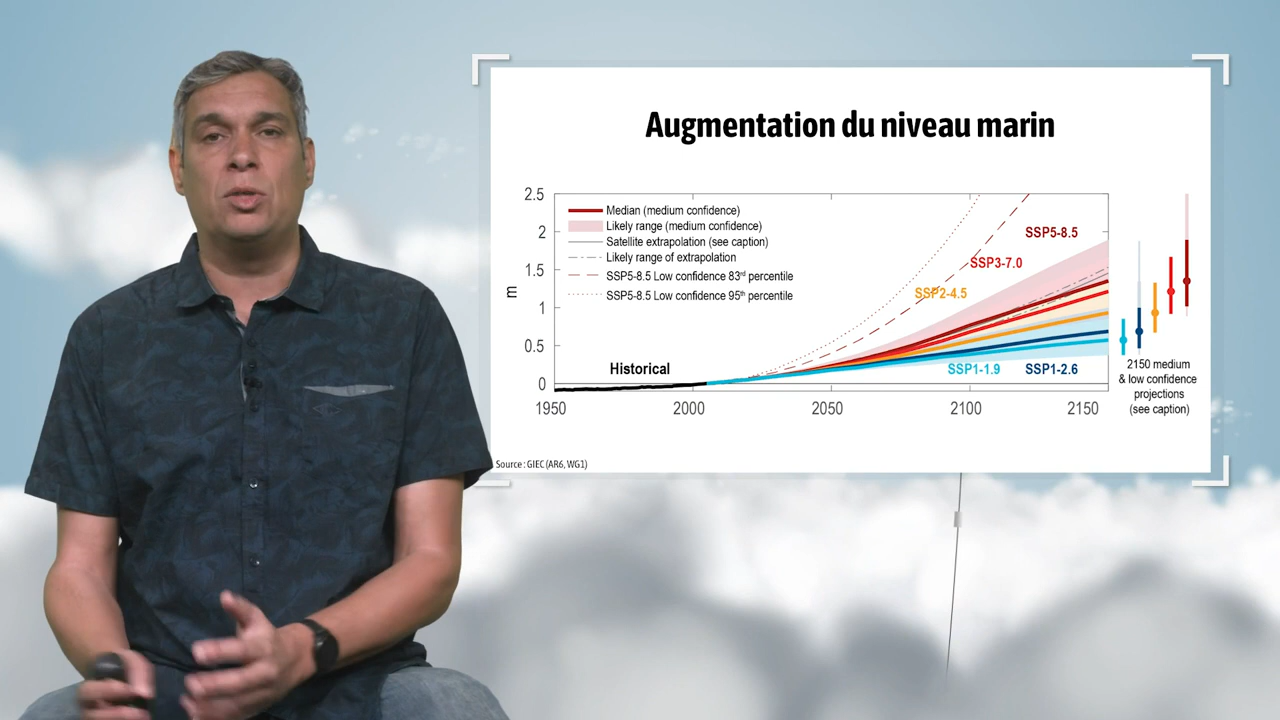 Augmentation du niveau marin
2.5
2
1.5
1
0.5
0
m
Median (medium confidence)
Likely range (medium confidence)
Satellite extrapolation (see caption)
Likely range of extrapolation
SSP5-8.5 Low confidence 83rd percentile
SSP5-8.5 Low confidence 95th percentile
SSP5-8.5
SSP3-7.0
SSP2-4.5
Historical
SSP1-1.9
SSP1-2.6
1950
2000
2050
2100
2150
2150 medium
& low confidence
projections
(see caption)
Source : GIEC (AR6, WG1)